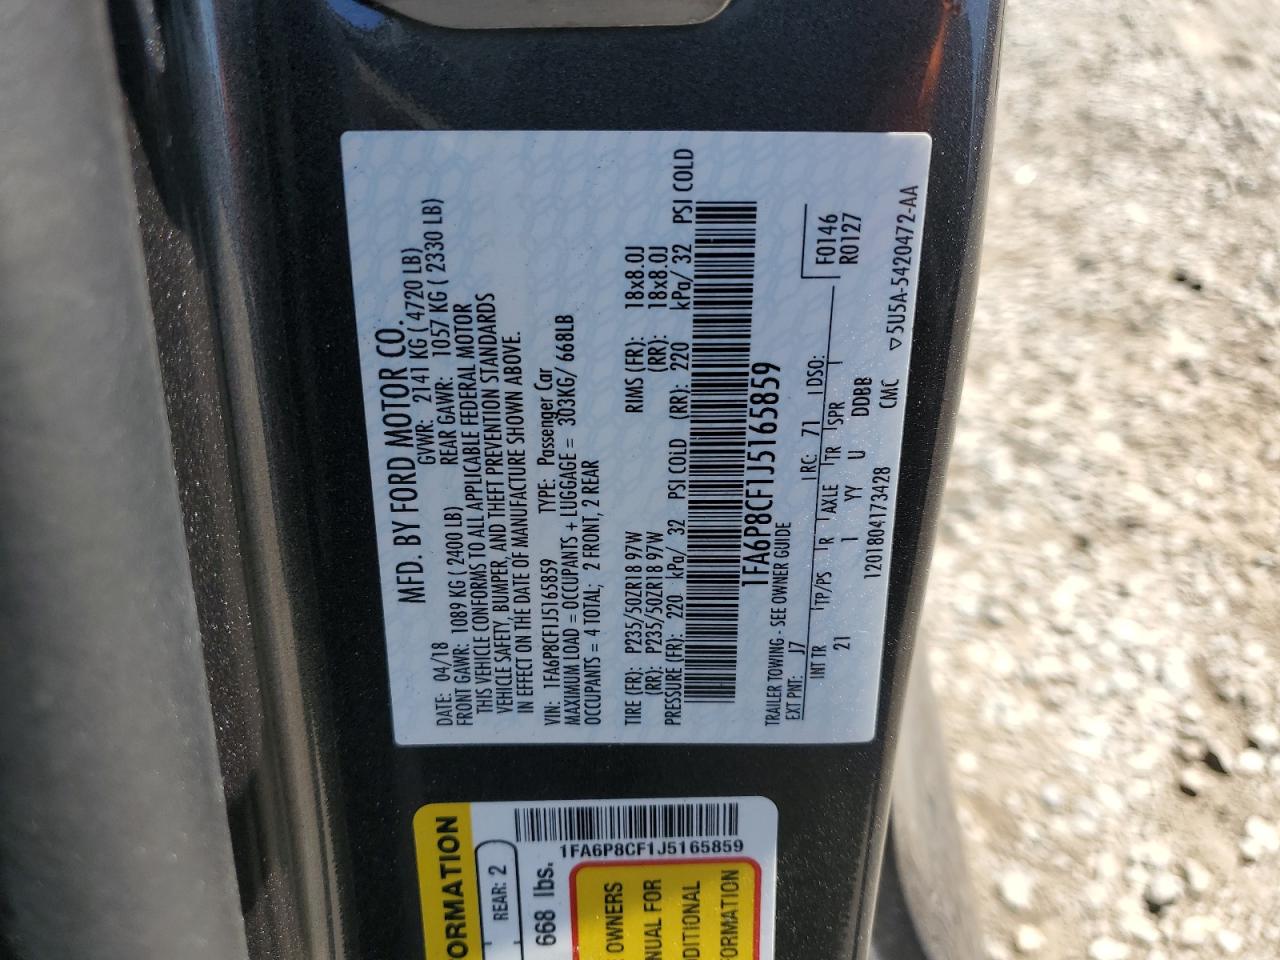 MFD. BY FORD MOTOR CO.
DATE: 04/18 GVWR: 2141 KG ( 4720 LB)
FRONT GAWR: 1089 KG ( 2400 LB) REAR GAWR: 1057 KG ( 2330 LB)
THIS VEHICLE CONFORMS TO ALL APPLICABLE FEDERAL MOTOR
VEHICLE SAFETY, BUMPER, AND THEFT PREVENTION STANDARDS
IN EFFECT ON THE DATE OF MANUFACTURE SHOWN ABOVE.
VIN: 1FA6P8CF1J5165859 TYPE: Passenger Car
MAXIMUM LOAD = OCCUPANTS + LUGGAGE = 303KG/ 668LB
OCCUPANTS = 4 TOTAL; 2 FRONT, 2 REAR
TIRE (FR): P235/50ZR18 97W RIMS (FR): 18x8.0J
(RR): P235/50ZR18 97W (RR): 18x8.0J
PRESSURE (FR): 220 kPa/ 32 PSI COLD (RR): 220 kPa/ 32 PSI COLD
1FA6P8CF1J5165859
TRAILER TOWING - SEE OWNER GUIDE
EXT PNT: J7 RC: 71 DSO: F0146
R0127
INT TR TP/PS R AXLE TR SPR
21 I YY U DDBB
1201804173428 CMC
▽5U5A-5420472-AA
ORMATION
REAR: 2
668 lbs.
1FA6P8CF1J5165859
OWNERS
NUAL FOR
DITIONAL
ORMATION